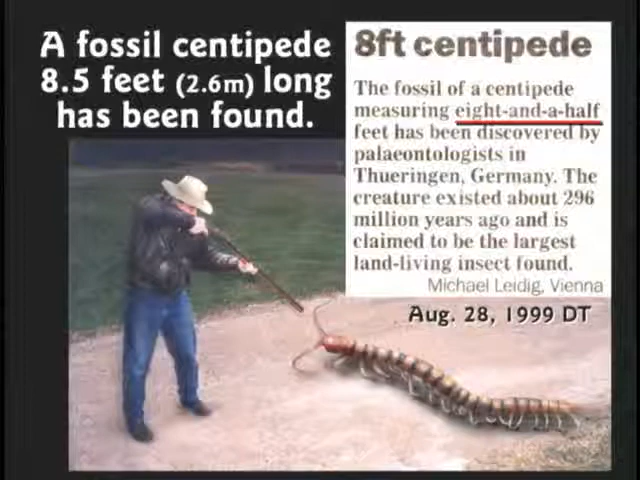 A fossil centipede
8.5 feet (2.6m) long
has been found.
8ft centipede
The fossil of a centipede
measuring eight-and-a-half
feet has been discovered by
palaeontologists in
Thueringen, Germany. The
creature existed about 296
million years ago and is
claimed to be the largest
land-living insect found.
Michael Leidig, Vienna
Aug. 28, 1999 DT